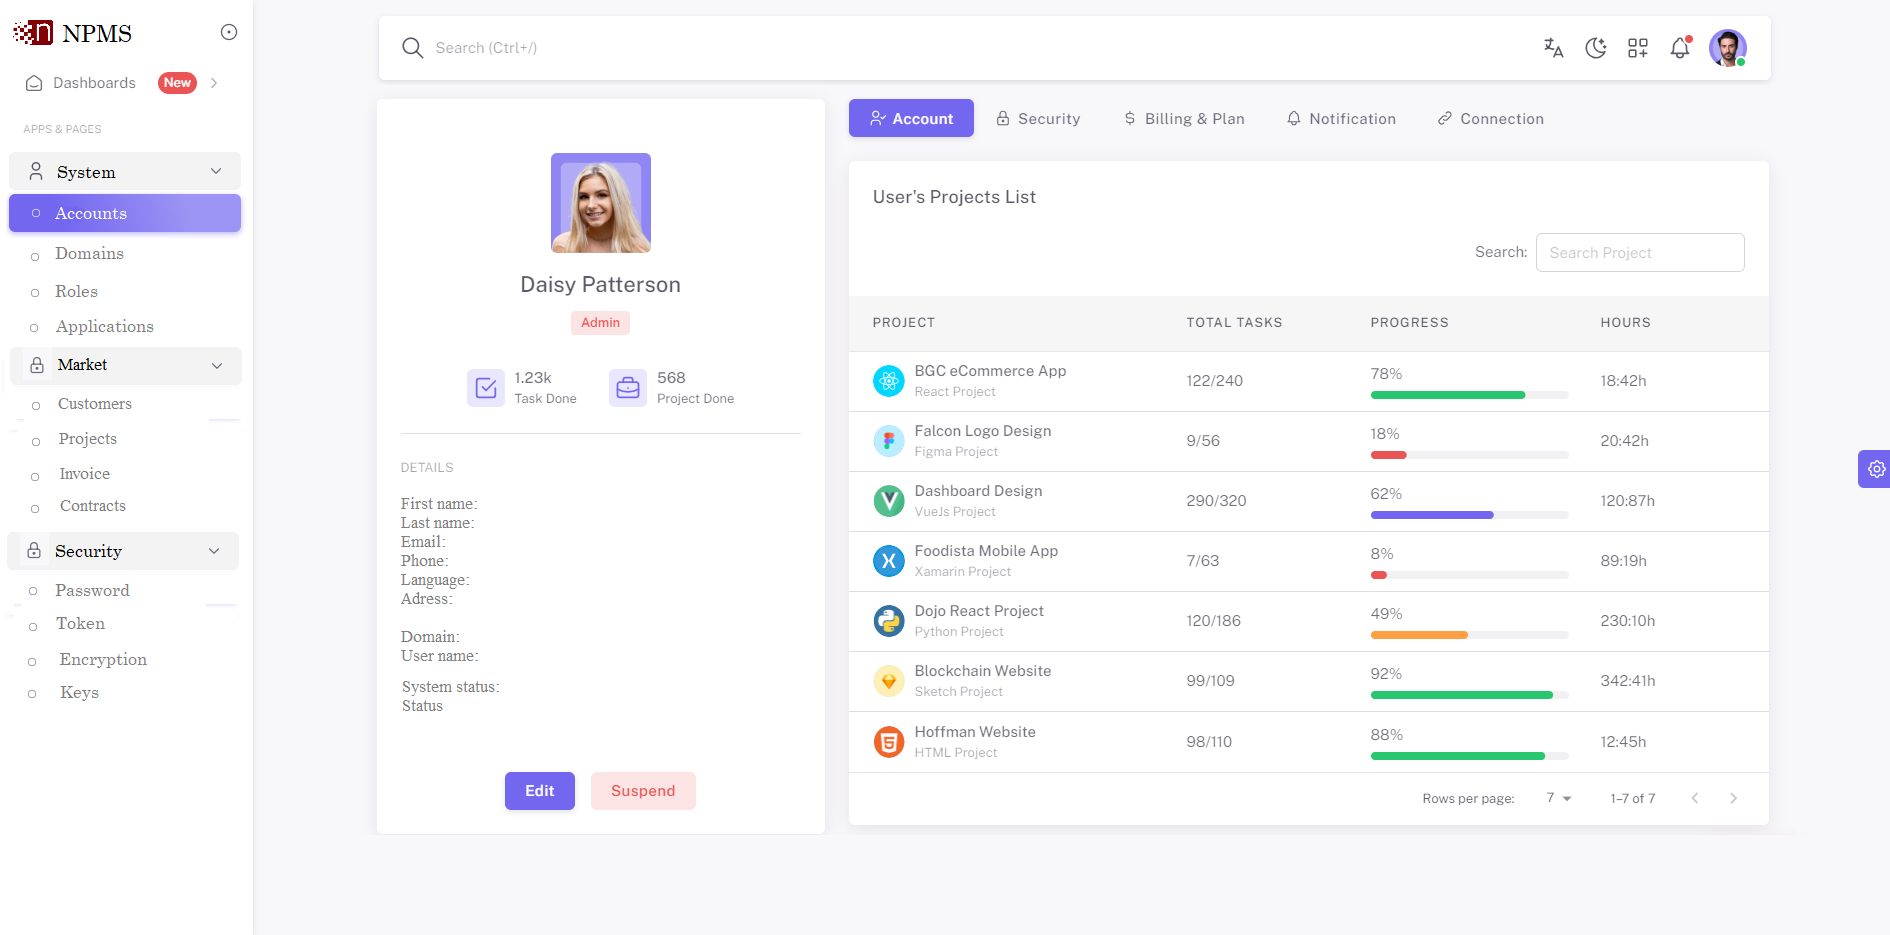 NPMS
Dashboards New
APPS & PAGES
System
Accounts
Domains
Roles
Applications
Market
Customers
Projects
Invoice
Contracts
Security
Password
Token
Encryption
Keys
Search (Ctrl+/)
Daisy Patterson
Admin
1.23k
Task Done
568
Project Done
DETAILS
First name:
Last name:
Email:
Phone:
Language:
Adress:
Domain:
User name:
System status:
Status
Edit Suspend
Account Security Billing & Plan Notification Connection
User's Projects List
Search: Search Project
PROJECT TOTAL TASKS PROGRESS HOURS
BGC eCommerce App
React Project
122/240 78% 18:42h
Falcon Logo Design
Figma Project
9/56 18% 20:42h
Dashboard Design
VueJs Project
290/320 62% 120:87h
Foodista Mobile App
Xamarin Project
7/63 8% 89:19h
Dojo React Project
Python Project
120/186 49% 230:10h
Blockchain Website
Sketch Project
99/109 92% 342:41h
Hoffman Website
HTML Project
98/110 88% 12:45h
Rows per page: 7 1–7 of 7